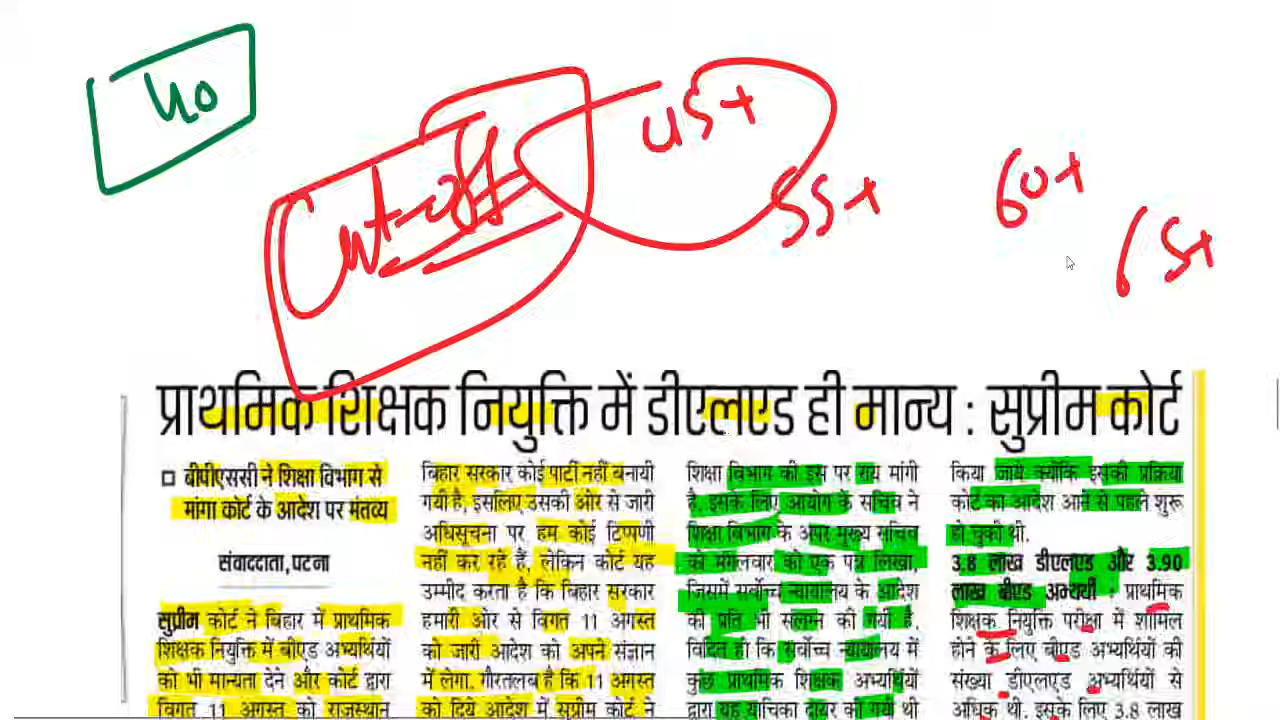 40
Cut-off
45+
55+
60+
65+
प्राथमिक शिक्षक नियुक्ति में डीएलएड ही मान्य : सुप्रीम कोर्ट
□ बीपीएससी ने शिक्षा विभाग से
मांगा कोर्ट के आदेश पर मंतव्य
संवाददाता, पटना
सुप्रीम कोर्ट ने बिहार में प्राथमिक
शिक्षक नियुक्ति में बीएड अभ्यर्थियों
को भी मान्यता देने और कोर्ट द्वारा
विगत 11 अगस्त को राजस्थान
बिहार सरकार कोई पार्टी नहीं बनायी
गयी है, इसलिए उसकी ओर से जारी
अधिसूचना पर हम कोई टिप्पणी
नहीं कर रहे हैं, लेकिन कोर्ट यह
उम्मीद करता है कि बिहार सरकार
हमारी ओर से विगत 11 अगस्त
को जारी आदेश को अपने संज्ञान
में लेगा. गौरतलब है कि 11 अगस्त
को दिये आदेश में सुप्रीम कोर्ट ने
शिक्षा विभाग की इस पर राय मांगी
है. इसके लिए आयोग के सचिव ने
शिक्षा विभाग के अपर मुख्य सचिव
को मंगलवार को एक पत्र लिखा,
जिसमें सर्वोच्च न्यायालय के आदेश
की प्रति भी संलग्न की गयी है.
विदित हो कि सर्वोच्च न्यायालय में
कुछ प्राथमिक शिक्षक अभ्यर्थियों
द्वारा यह याचिका दायर की गयी थी
किया जाये क्योंकि इसकी प्रक्रिया
कोर्ट का आदेश आने से पहले शुरू
हो चुकी थी.
3.8 लाख डीएलएड और 3.90
लाख बीएड अभ्यर्थी : प्राथमिक
शिक्षक नियुक्ति परीक्षा में शामिल
होने के लिए बीएड अभ्यर्थियों की
संख्या डीएलएड अभ्यर्थियों से
अधिक थी. इसके लिए 3.8 लाख